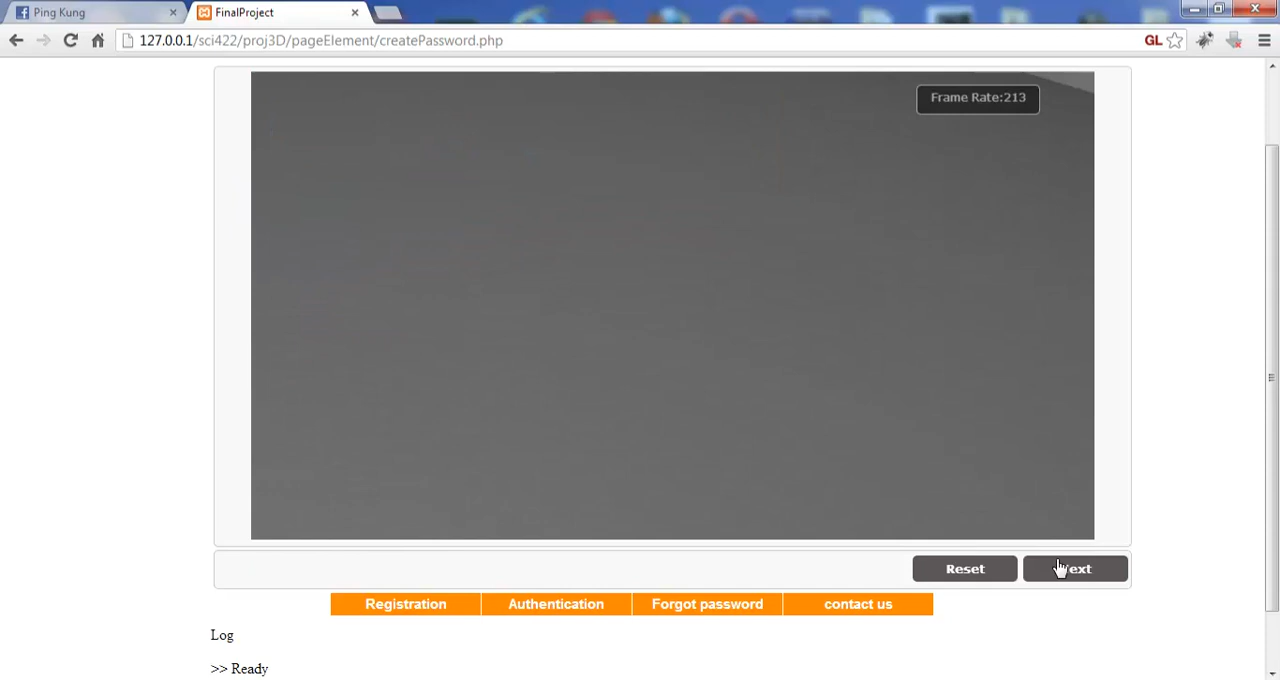 Ping Kung
FinalProject
127.0.0.1/sci422/proj3D/pageElement/createPassword.php
GL
Frame Rate:213
Reset
Registration
Authentication
Forgot password
contact us
Log
>> Ready